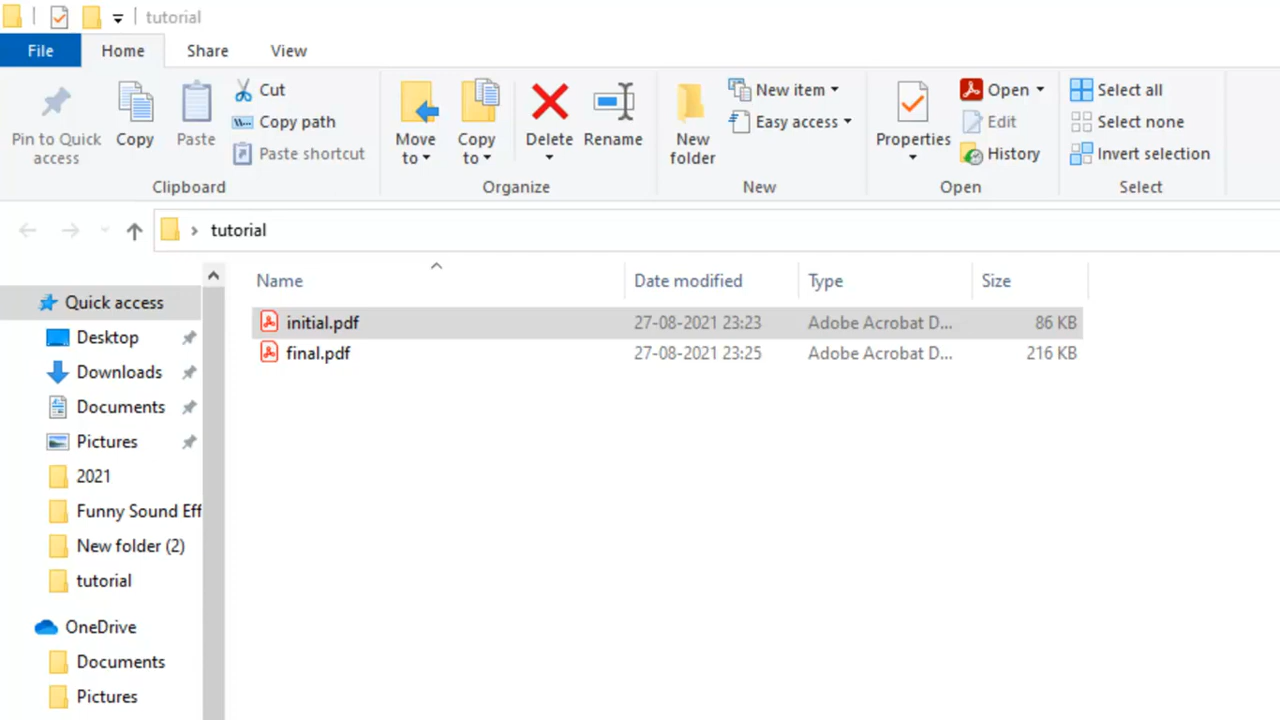 tutorial
File Home Share View
Pin to Quick access
Copy
Paste
Cut
Copy path
Paste shortcut
Clipboard
Move to
Copy to
Delete
Rename
Organize
New folder
New item
Easy access
New
Properties
Open
Edit
History
Open
Select all
Select none
Invert selection
Select
tutorial
Name Date modified Type Size
initial.pdf 27-08-2021 23:23 Adobe Acrobat D... 86 KB
final.pdf 27-08-2021 23:25 Adobe Acrobat D... 216 KB
Quick access
Desktop
Downloads
Documents
Pictures
2021
Funny Sound Eff
New folder (2)
tutorial
OneDrive
Documents
Pictures